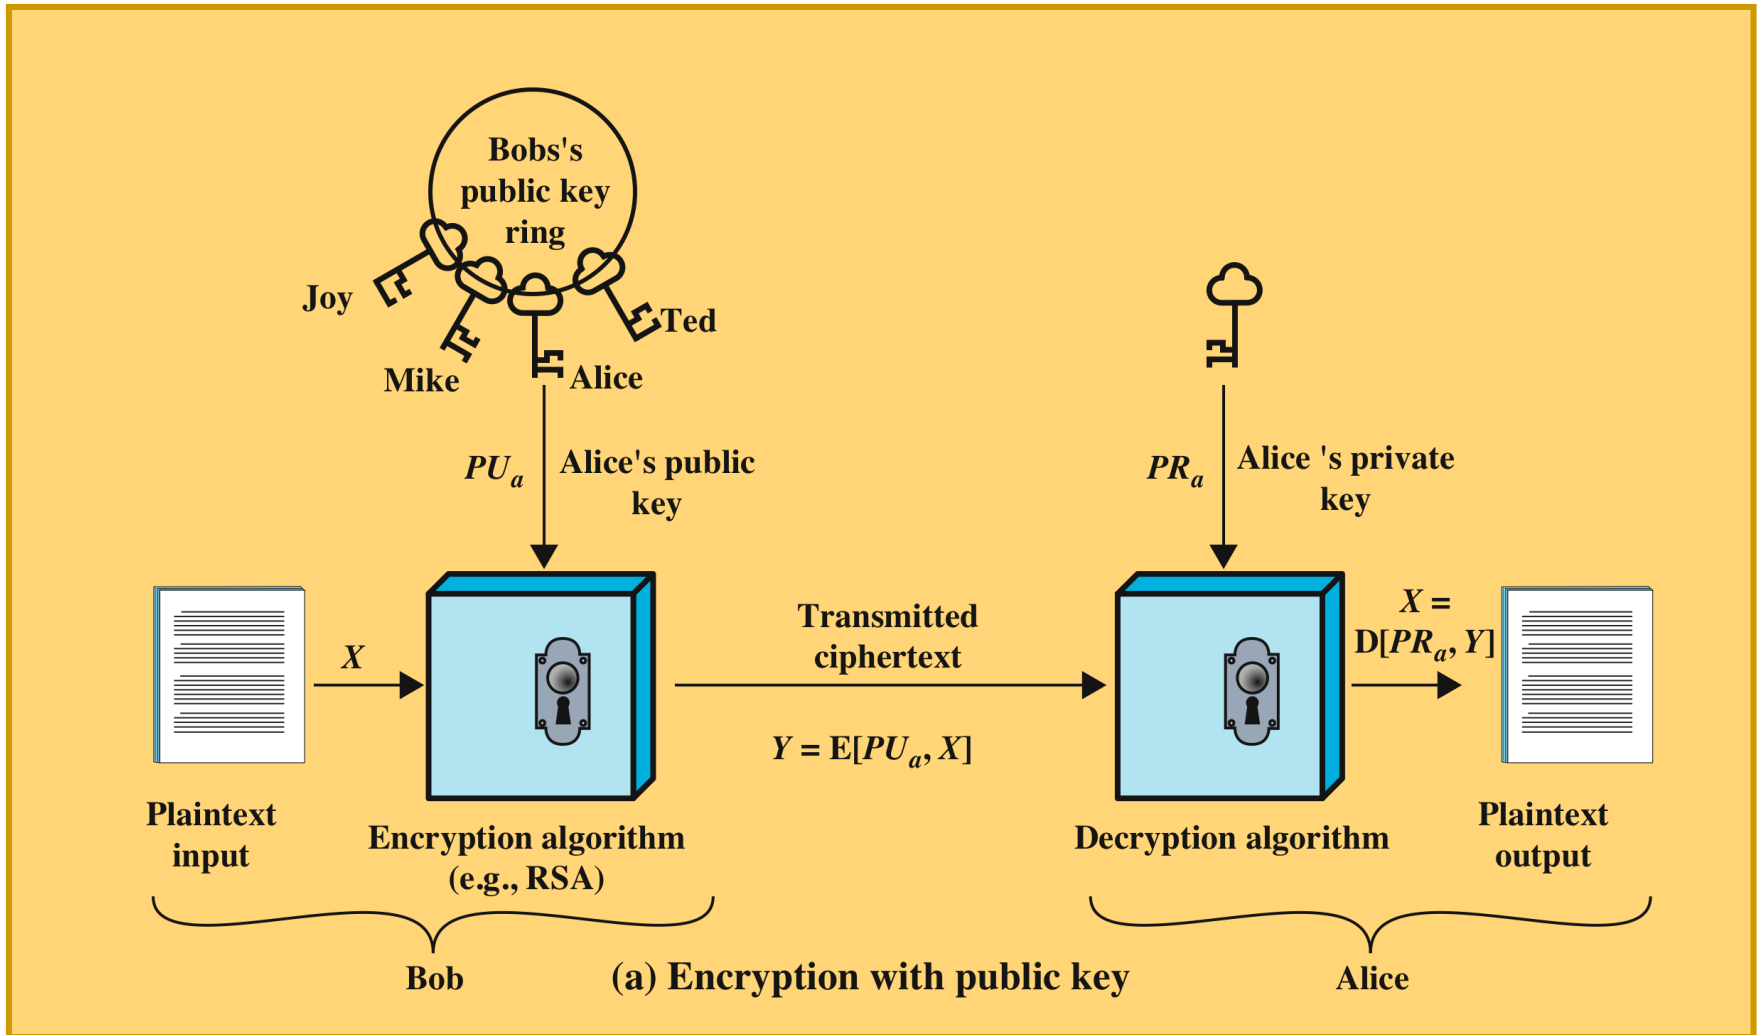 Bobs's
public key
ring
Joy
Ted
Mike
Alice
PUa
Alice's public
key
PRa
Alice 's private
key
X
Transmitted
ciphertext
Y = E[PUa, X]
X =
D[PRa, Y]
Plaintext
input
Encryption algorithm
(e.g., RSA)
Decryption algorithm
Plaintext
output
Bob
(a) Encryption with public key
Alice